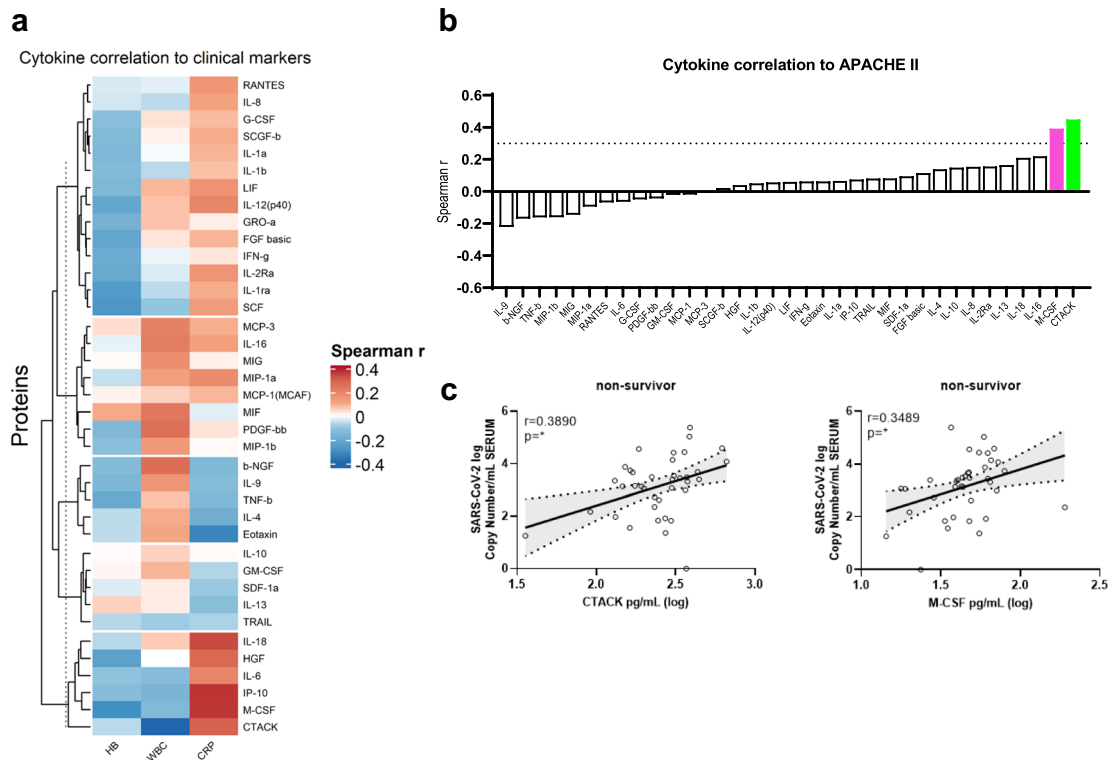 a
Cytokine correlation to clinical markers
RANTES
IL-8
G-CSF
SCGF-b
IL-1a
IL-1b
LIF
IL-12(p40)
GRO-a
FGF basic
IFN-g
IL-2Ra
IL-1ra
SCF
MCP-3
IL-16
MIG
MIP-1a
MCP-1(MCAF)
MIF
PDGF-bb
MIP-1b
b-NGF
IL-9
TNF-b
IL-4
Eotaxin
IL-10
GM-CSF
SDF-1a
IL-13
TRAIL
IL-18
HGF
IL-6
IP-10
M-CSF
CTACK
Proteins
HB
WBC
CRP
Spearman r
0.4
0.2
0
-0.2
-0.4
b
Cytokine correlation to APACHE II
Spearman r
0.6
0.4
0.2
0.0
-0.2
-0.4
-0.6
IL-9
b-NGF
TNF-b
MIP-1b
MIG
MIP-1a
RANTES
IL-6
G-CSF
PDGF-bb
GM-CSF
MCP-1
MCP-3
SCGF-b
HGF
IL-1b
IL-12(p40)
LIF
IFN-g
Eotaxin
IL-1a
IP-10
TRAIL
MIF
SDF-1a
FGF basic
IL-4
IL-10
IL-8
IL-2Ra
IL-13
IL-18
IL-16
M-CSF
CTACK
c
non-survivor
r=0.3890
p=*
SARS-CoV-2 log
Copy Number/mL SERUM
6
4
2
0
1.5
2.0
2.5
3.0
CTACK pg/mL (log)
non-survivor
r=0.3489
p=*
SARS-CoV-2 log
Copy Number/mL SERUM
6
4
2
0
1.0
1.5
2.0
2.5
M-CSF pg/mL (log)